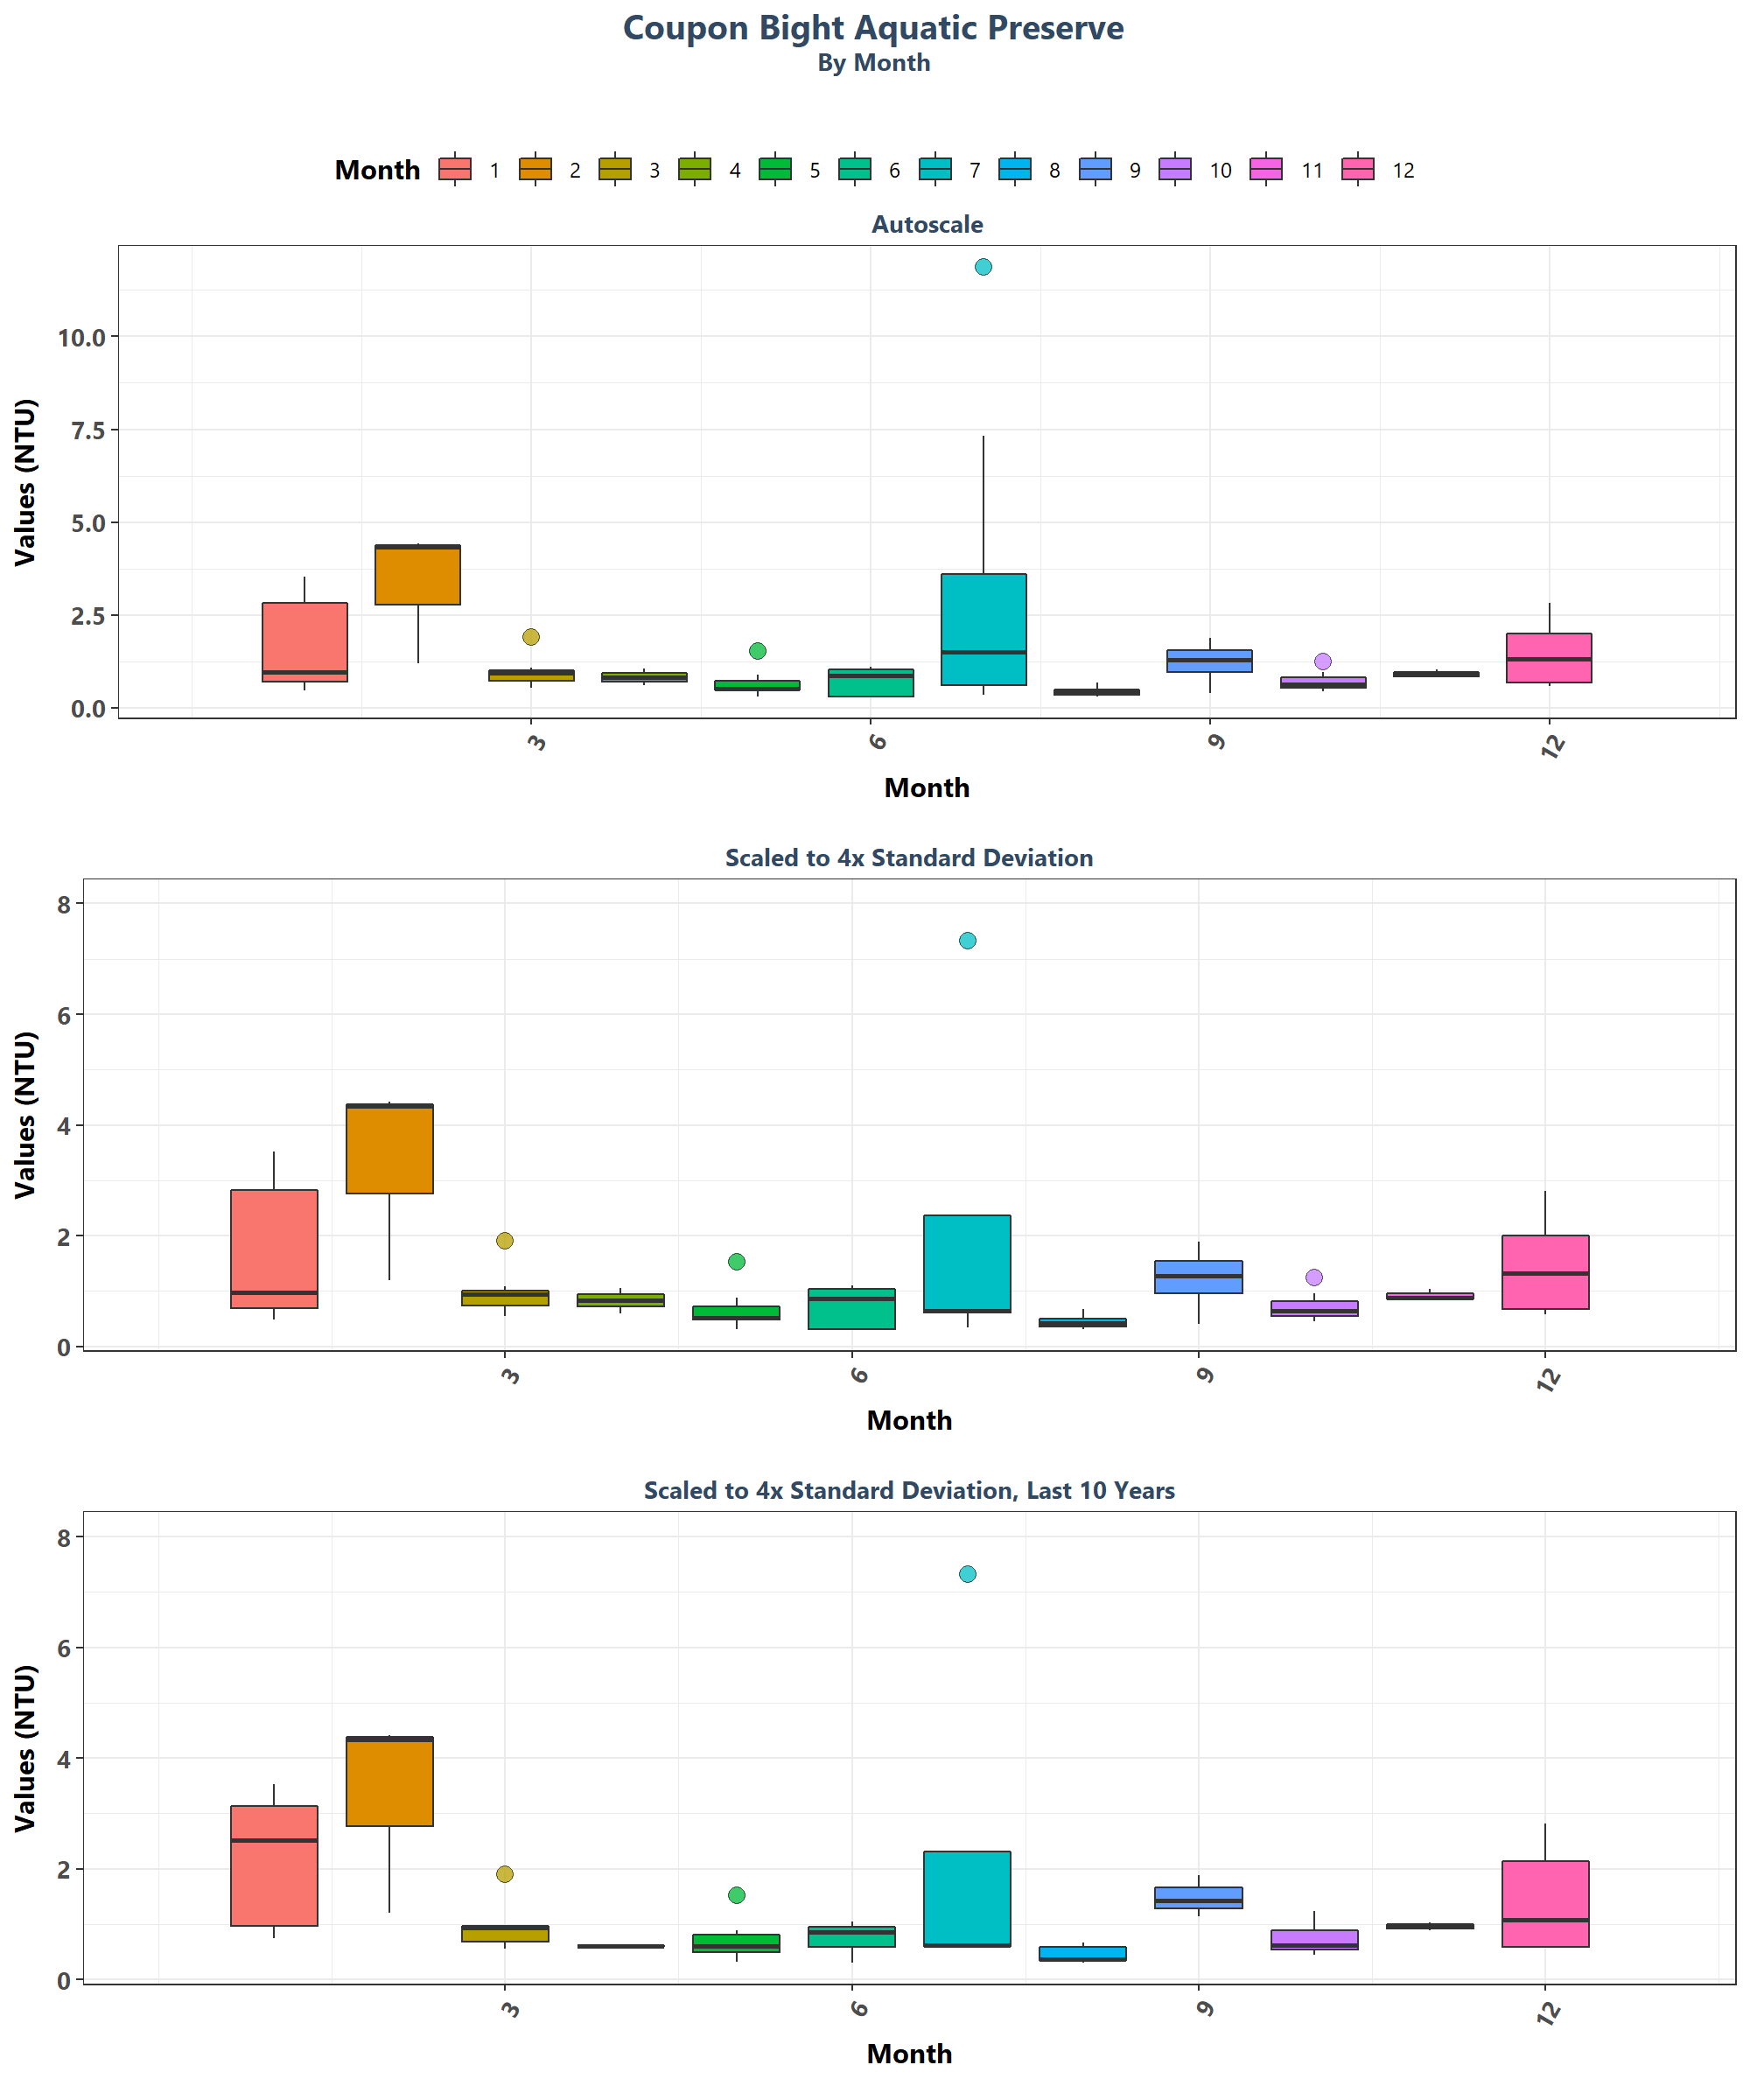 Coupon Bight Aquatic Preserve
By Month
Month 1 2 3 4 5 6 7 8 9 10 11 12
Autoscale
Values (NTU)
10.0
7.5
5.0
2.5
0.0
3 6 9 12
Month
Scaled to 4x Standard Deviation
Values (NTU)
8
6
4
2
0
3 6 9 12
Month
Scaled to 4x Standard Deviation, Last 10 Years
Values (NTU)
8
6
4
2
0
3 6 9 12
Month